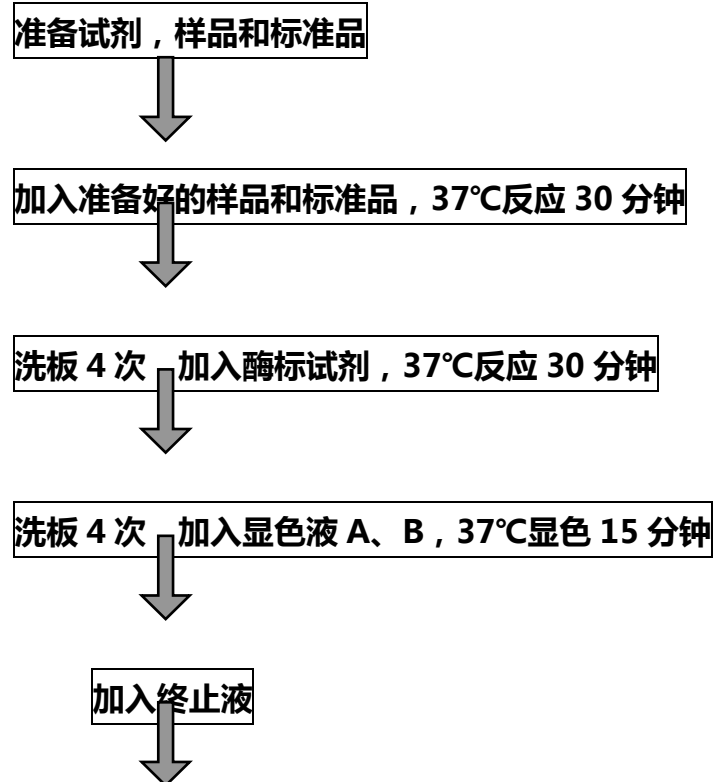 准备试剂，样品和标准品
加入准备好的样品和标准品，37℃反应 30 分钟
洗板 4 次 加入酶标试剂，37℃反应 30 分钟
洗板 4 次 加入显色液 A、B，37℃显色 15 分钟
加入终止液